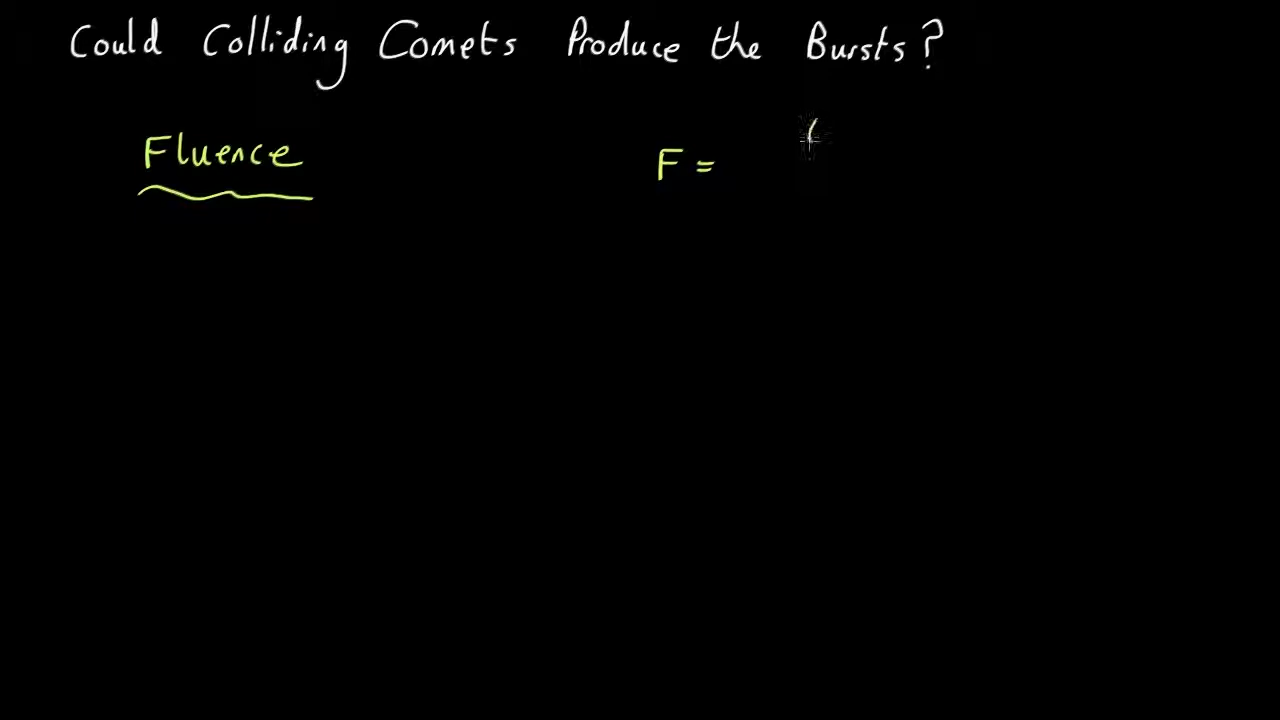 Could Colliding Comets Produce the Bursts?
Fluence
F =